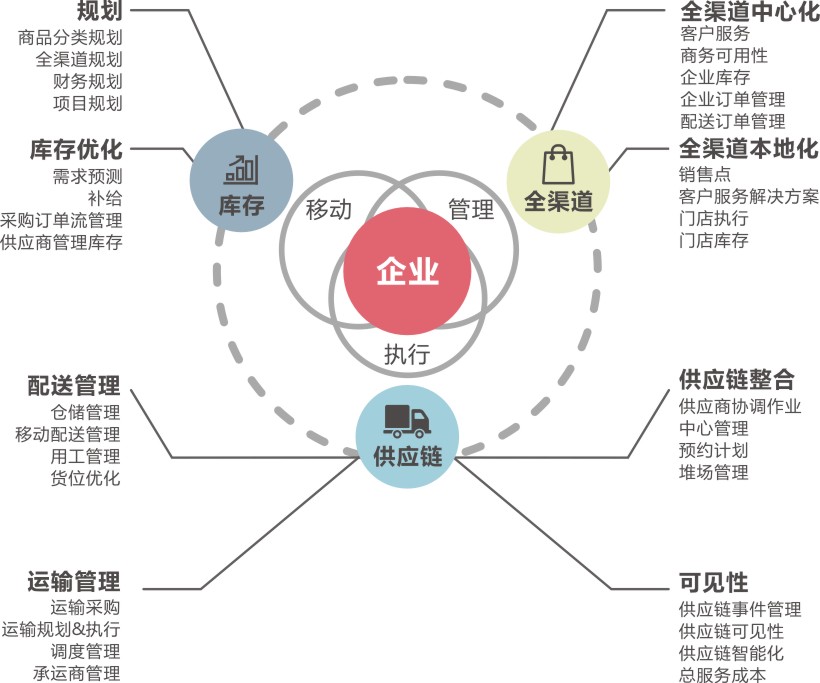 规划
商品分类规划
全渠道规划
财务规划
项目规划
库存优化
需求预测
补给
采购订单流管理
供应商管理库存
全渠道中心化
客户服务
商务可用性
企业库存
企业订单管理
配送订单管理
全渠道本地化
销售点
客户服务解决方案
门店执行
门店库存
库存
全渠道
移动
管理
企业
执行
供应链
配送管理
仓储管理
移动配送管理
用工管理
货位优化
供应链整合
供应商协调作业
中心管理
预约计划
堆场管理
运输管理
运输采购
运输规划&执行
调度管理
承运商管理
可见性
供应链事件管理
供应链可见性
供应链智能化
总服务成本